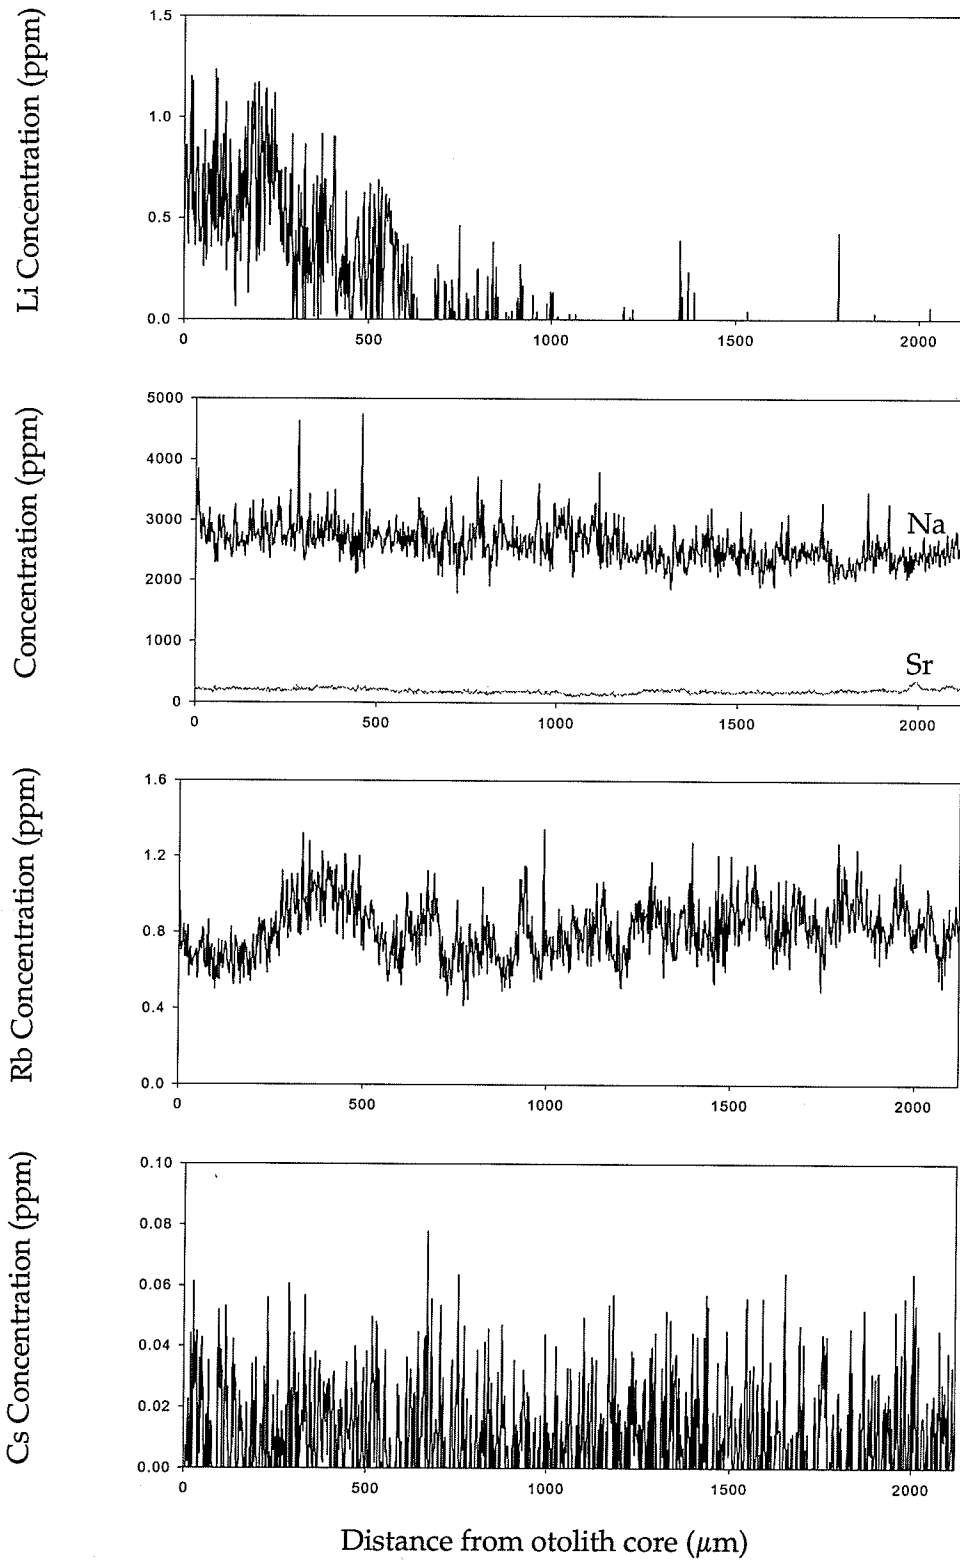 Li Concentration (ppm)
1.5
1.0
0.5
0.0
0 500 1000 1500 2000
Concentration (ppm)
5000
4000
3000
2000
1000
0
Na
Sr
0 500 1000 1500 2000
Rb Concentration (ppm)
1.6
1.2
0.8
0.4
0.0
0 500 1000 1500 2000
Cs Concentration (ppm)
0.10
0.08
0.06
0.04
0.02
0.00
0 500 1000 1500 2000
Distance from otolith core (μm)